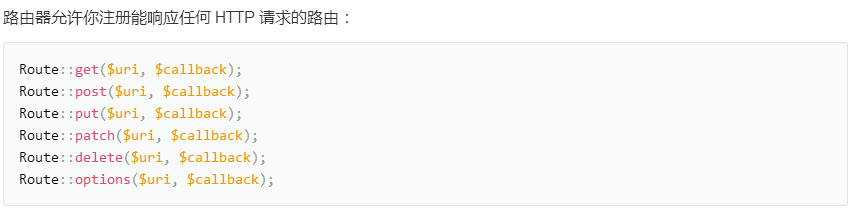 路由器允许你注册能响应任何 HTTP 请求的路由：
Route::get($uri, $callback);
Route::post($uri, $callback);
Route::put($uri, $callback);
Route::patch($uri, $callback);
Route::delete($uri, $callback);
Route::options($uri, $callback);